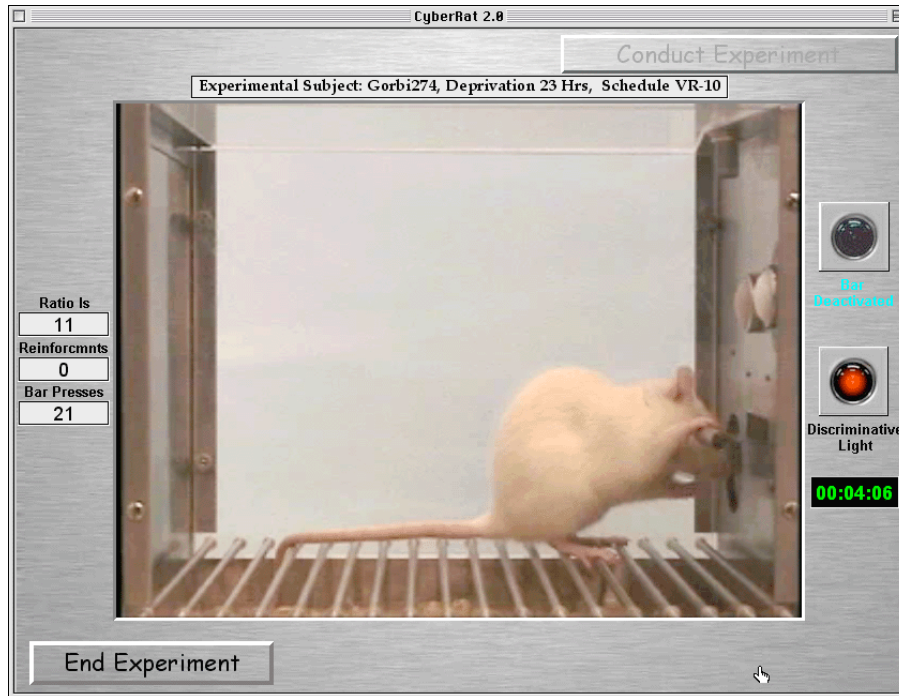 CyberRat 2.0
Conduct Experiment
Experimental Subject: Gorbi274, Deprivation 23 Hrs, Schedule VR-10
Ratio Is
11
Reinforcmnts
0
Bar Presses
21
Bar
Deactivated
Discriminative
Light
00:04:06
End Experiment